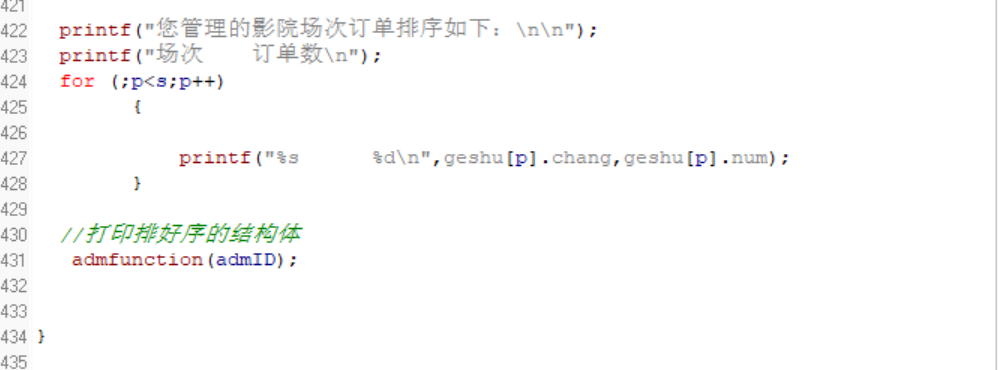 421
422 printf("您管理的影院场次订单排序如下：\n\n");
423 printf("场次    订单数\n");
424 for (;p<s;p++)
425 {
426
427 printf("%s      %d\n",geshu[p].chang,geshu[p].num);
428 }
429
430 //打印排好序的结构体
431 admfunction(admID);
432
433
434 }
435